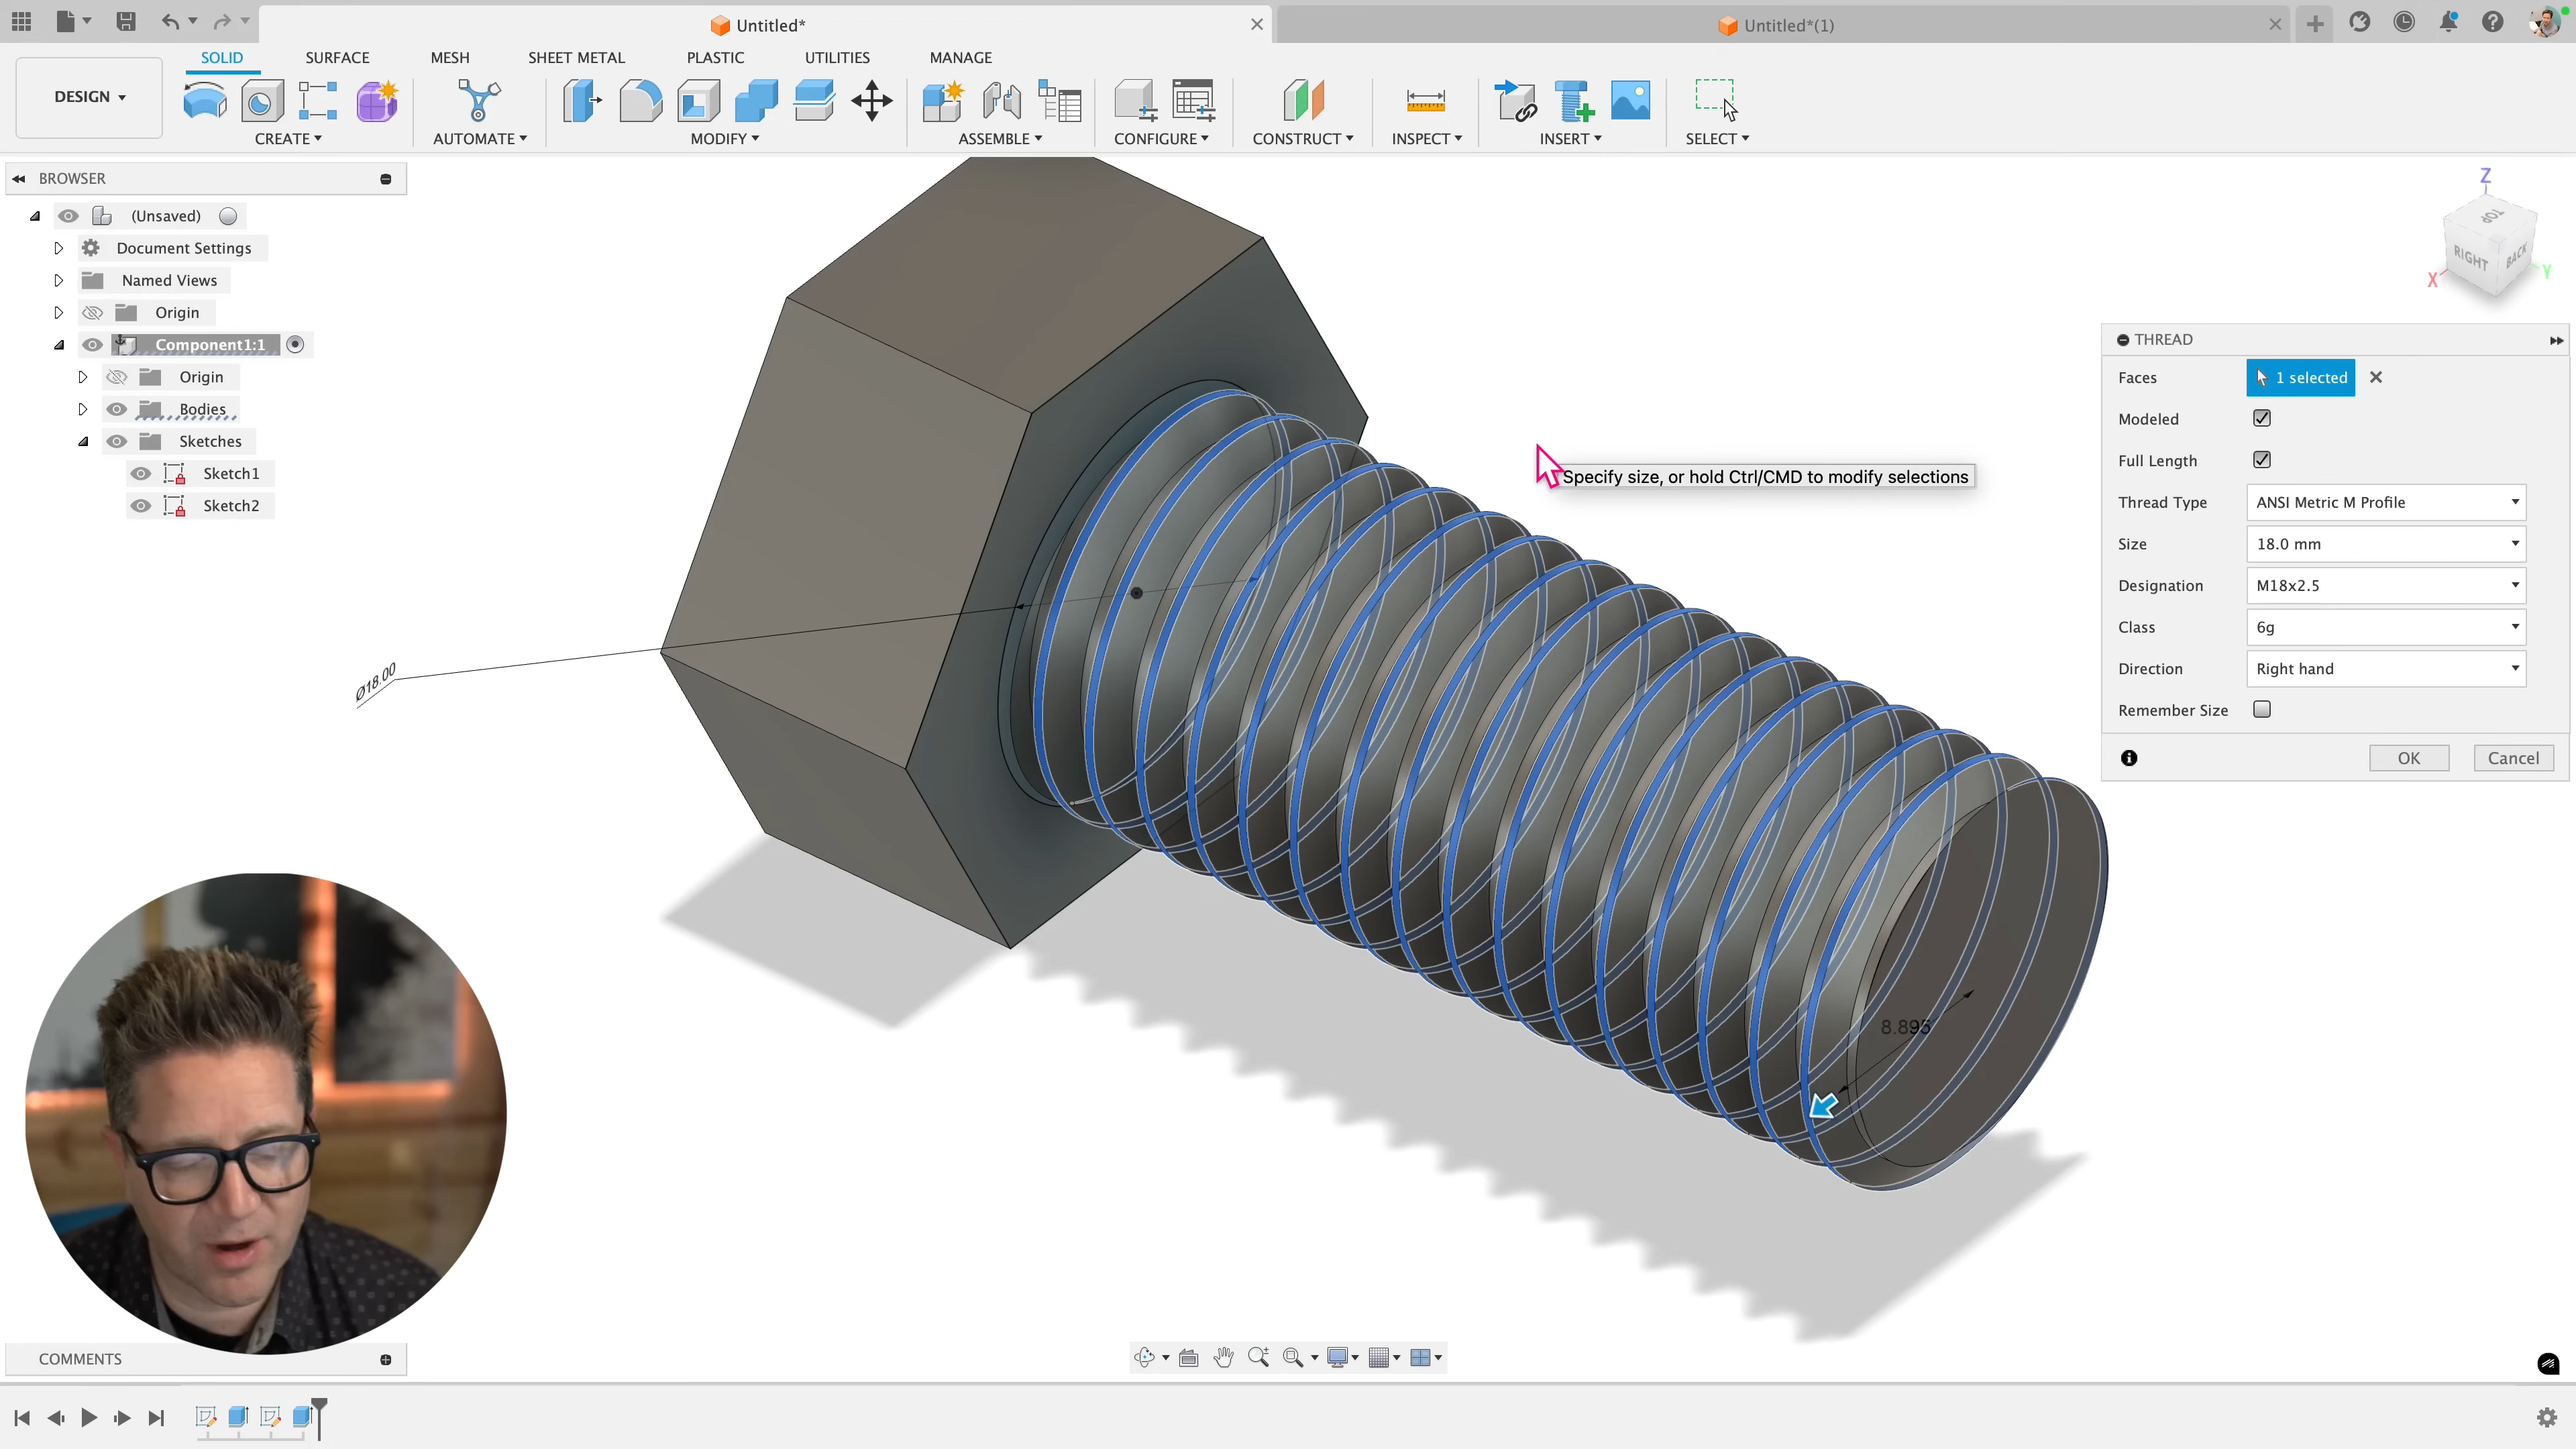 Untitled*
Untitled*(1)
SOLID
SURFACE
MESH
SHEET METAL
PLASTIC
UTILITIES
MANAGE
DESIGN
CREATE
AUTOMATE
MODIFY
ASSEMBLE
CONFIGURE
CONSTRUCT
INSPECT
INSERT
SELECT
BROWSER
(Unsaved)
Document Settings
Named Views
Origin
Component1:1
Origin
Bodies
Sketches
Sketch1
Sketch2
Z
TOP
RIGHT
BACK
X
Y
Specify size, or hold Ctrl/CMD to modify selections
Ø18.00
8.895
THREAD
Faces
1 selected
Modeled
Full Length
Thread Type
ANSI Metric M Profile
Size
18.0 mm
Designation
M18x2.5
Class
6g
Direction
Right hand
Remember Size
OK
Cancel
COMMENTS